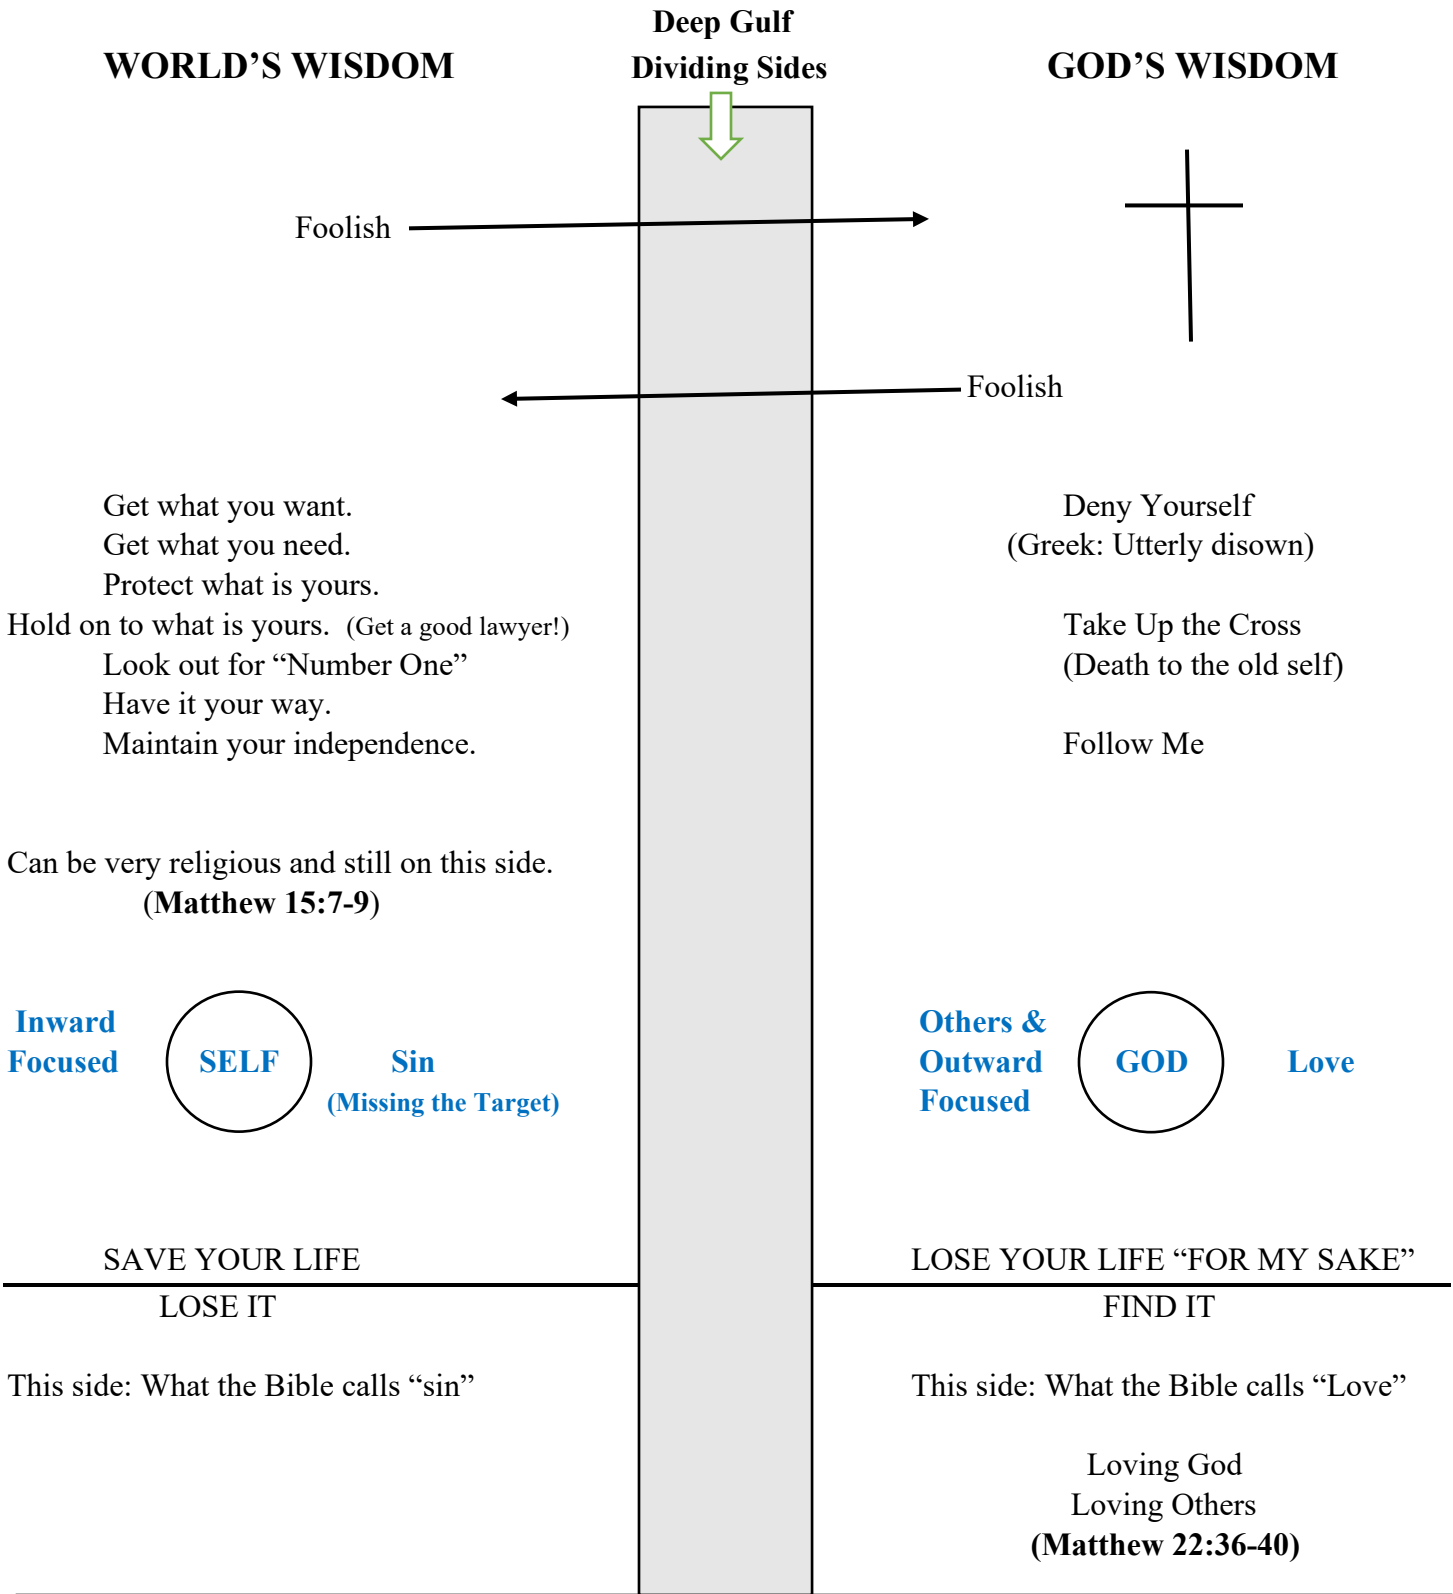 Deep Gulf
Dividing Sides
WORLD’S WISDOM
GOD’S WISDOM
Foolish
Foolish
Get what you want.
Get what you need.
Protect what is yours.
Hold on to what is yours. (Get a good lawyer!)
Look out for “Number One”
Have it your way.
Maintain your independence.
Can be very religious and still on this side.
(Matthew 15:7-9)
Deny Yourself
(Greek: Utterly disown)
Take Up the Cross
(Death to the old self)
Follow Me
Inward
Focused
SELF
Sin
(Missing the Target)
Others &
Outward
Focused
GOD
Love
SAVE YOUR LIFE
LOSE IT
This side: What the Bible calls “sin”
LOSE YOUR LIFE “FOR MY SAKE”
FIND IT
This side: What the Bible calls “Love”
Loving God
Loving Others
(Matthew 22:36-40)